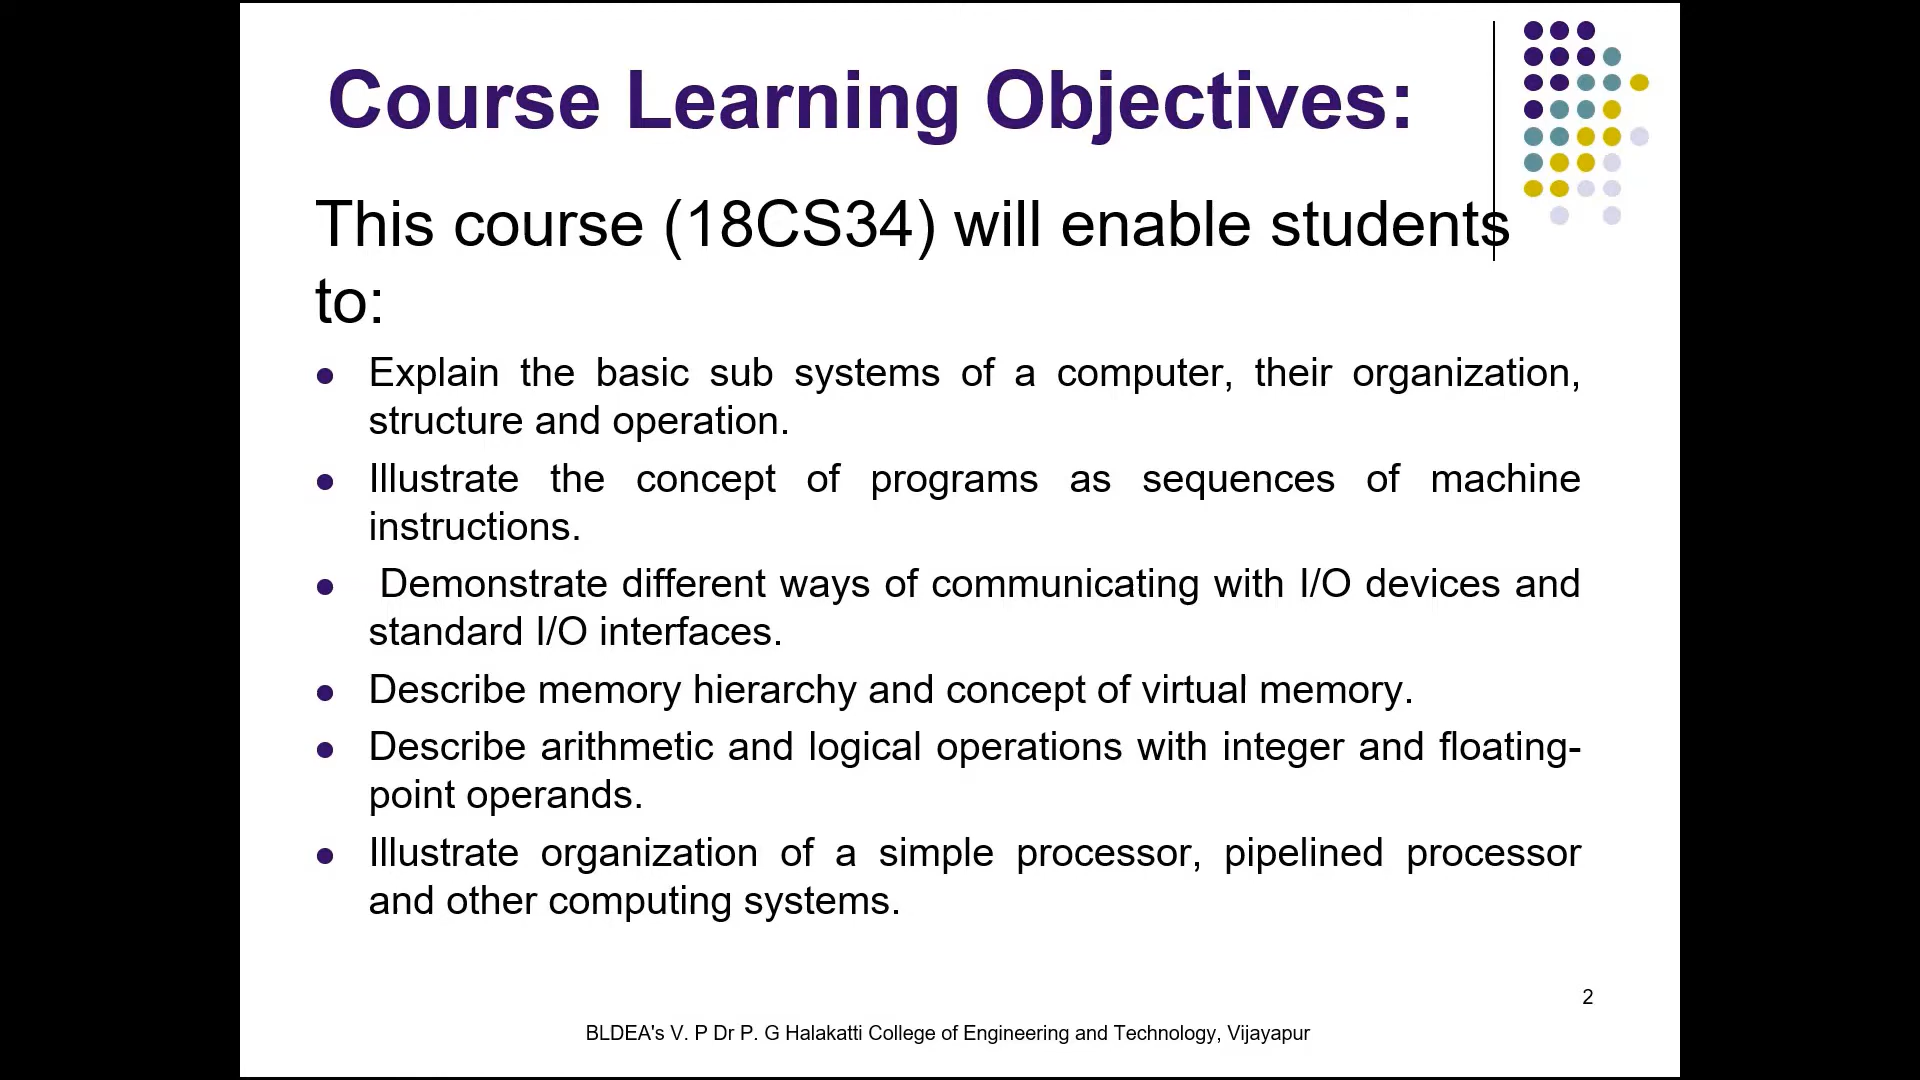 Course Learning Objectives:
This course (18CS34) will enable students
to:
Explain the basic sub systems of a computer, their organization,
structure and operation.
Illustrate the concept of programs as sequences of machine
instructions.
Demonstrate different ways of communicating with I/O devices and
standard I/O interfaces.
Describe memory hierarchy and concept of virtual memory.
Describe arithmetic and logical operations with integer and floating-
point operands.
Illustrate organization of a simple processor, pipelined processor
and other computing systems.
2
BLDEA's V. P Dr P. G Halakatti College of Engineering and Technology, Vijayapur